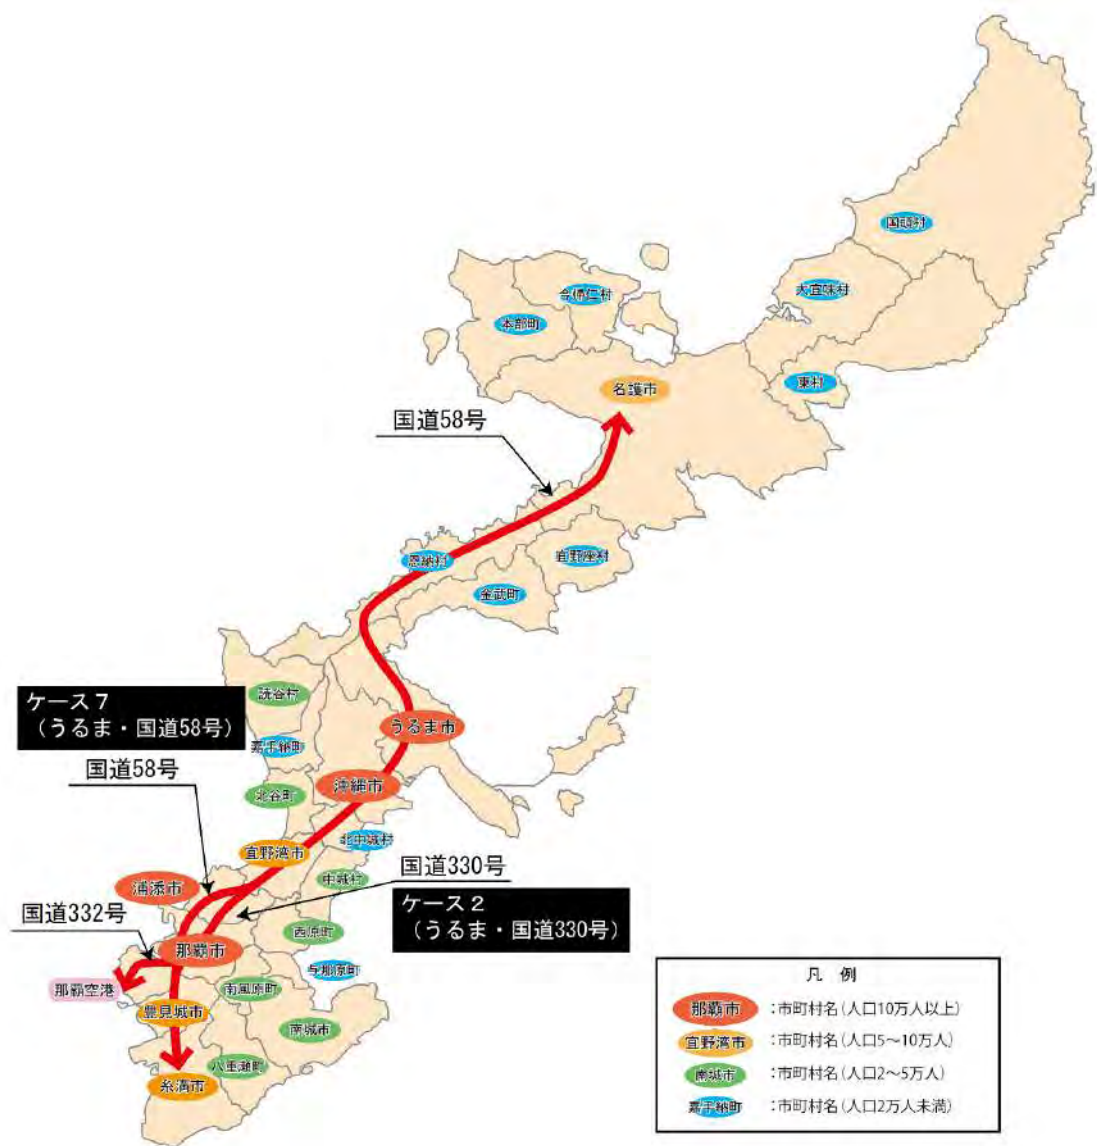 国頭村
大宜味村
今帰仁村
本部町
東村
名護市
国道58号
恩納村
宜野座村
金武町
読谷村
ケース7
(うるま・国道58号)
うるま市
嘉手納町
国道58号
沖縄市
北谷町
北中城村
宜野湾市
国道330号
中城村
浦添市
ケース2
(うるま・国道330号)
国道332号
西原町
那覇市
与那原町
那覇空港
南風原町
豊見城市
南城市
八重瀬町
糸満市
凡 例
那覇市 :市町村名(人口10万人以上)
宜野湾市 :市町村名(人口5~10万人)
南城市 :市町村名(人口2~5万人)
嘉手納町 :市町村名(人口2万人未満)